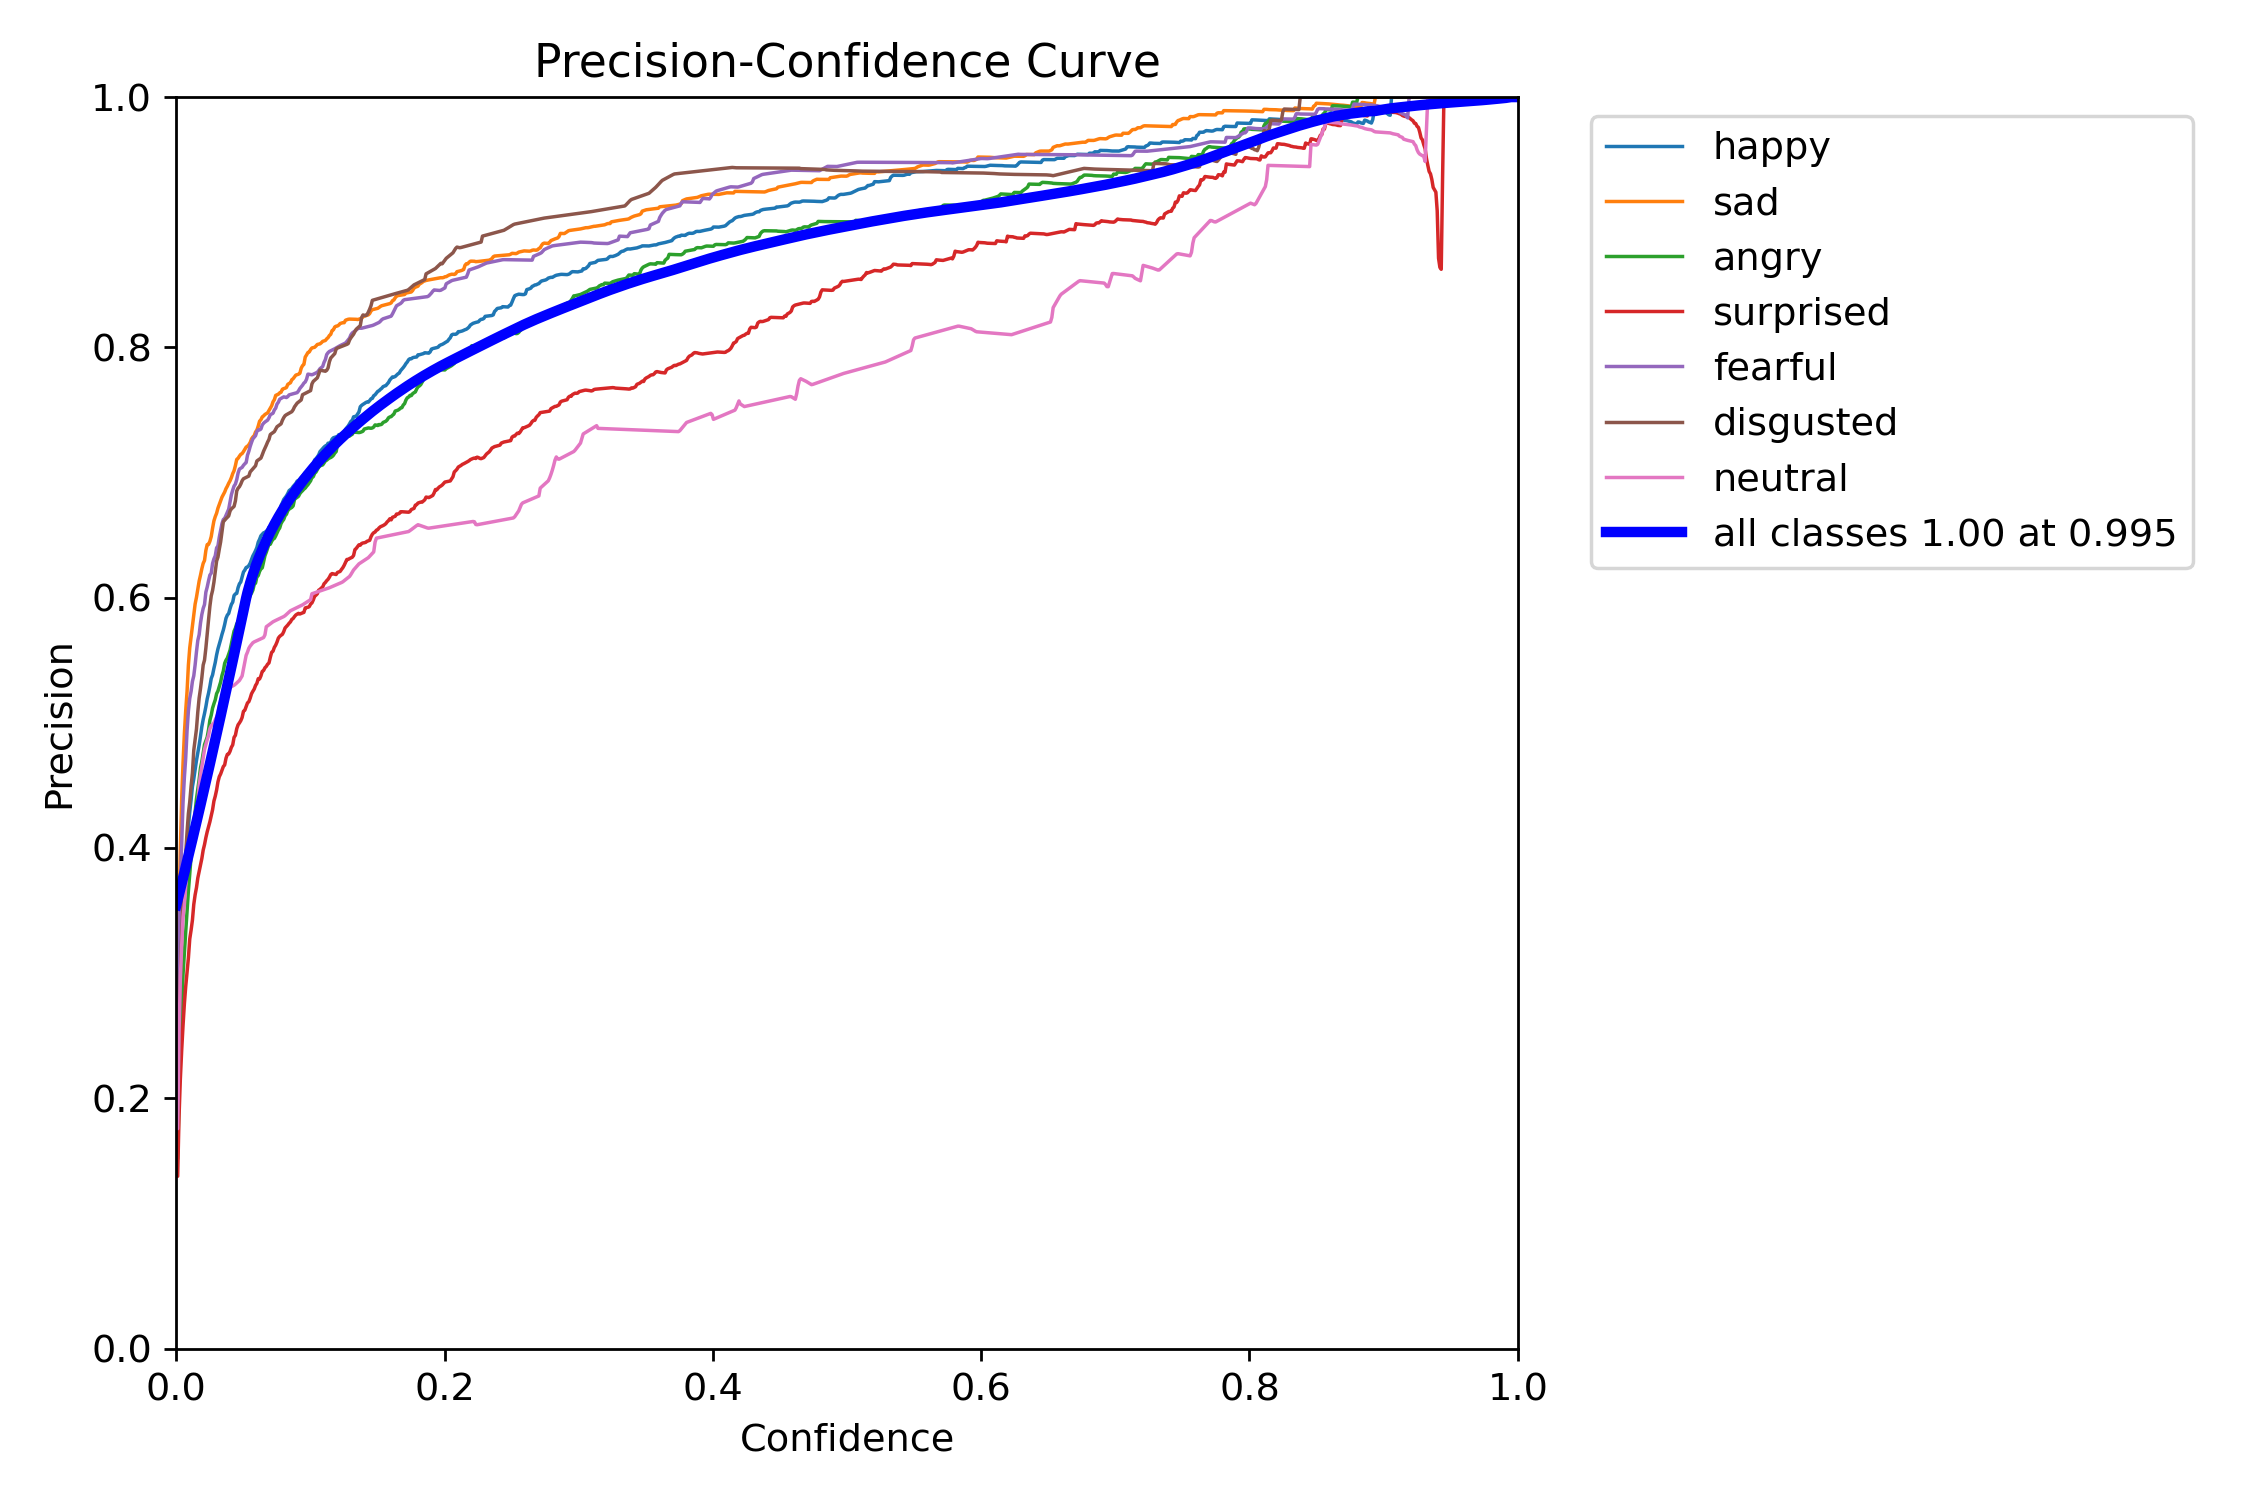 Precision-Confidence Curve
1.0
0.8
0.6
0.4
0.2
0.0
Precision
0.0 0.2 0.4 0.6 0.8 1.0
Confidence
happy
sad
angry
surprised
fearful
disgusted
neutral
all classes 1.00 at 0.995